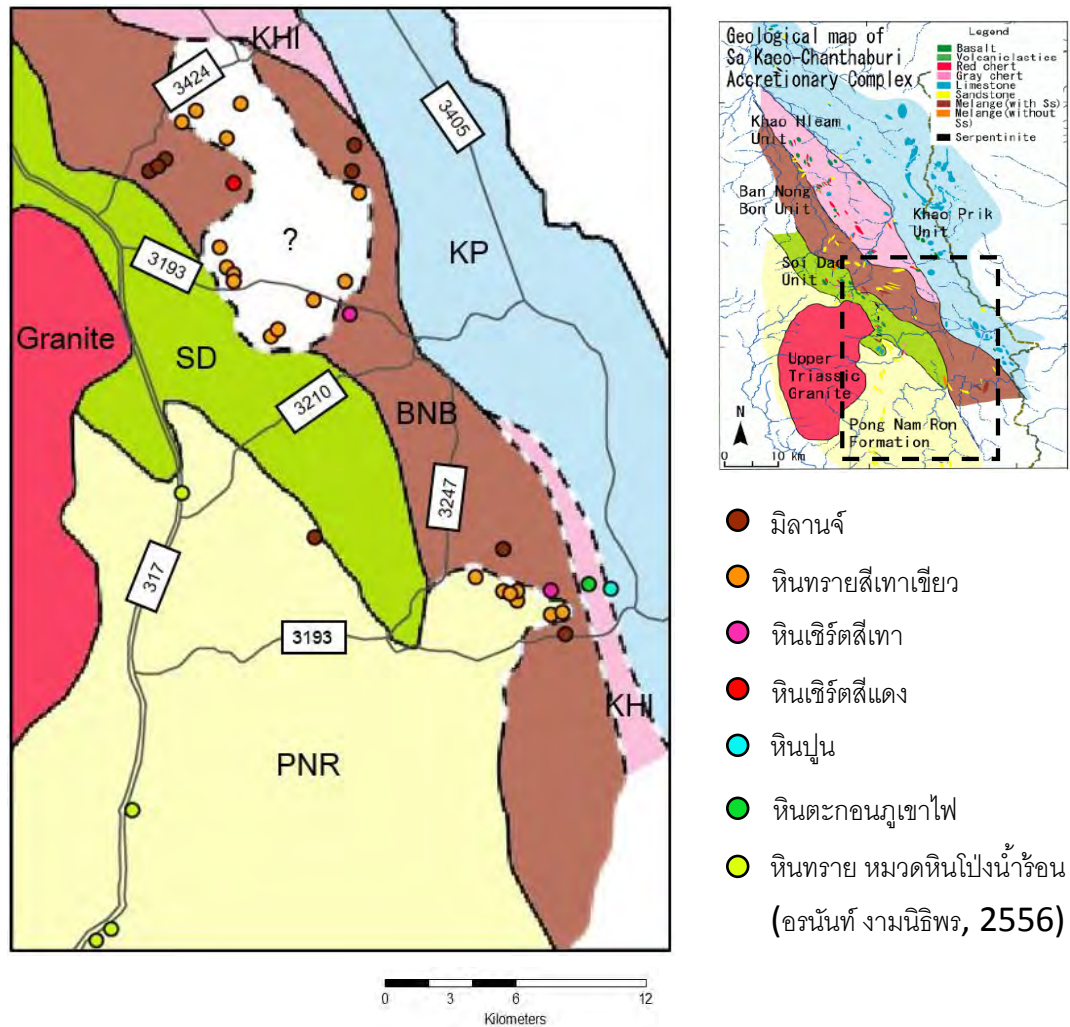 KHI
3424
3405
KP
?
3193
Granite
SD
3210
BNB
3247
317
3193
PNR
KHI
0 3 6 12
Kilometers
Geological map of
Sa Kaeo-Chanthaburi
Accretionary Complex
Legend
Basalt
Volcaniclactics
Red chert
Gray chert
Limestone
Sandstone
Melange(with Ss)
Melange(without
Ss)
Serpentinite
Khao Hleam
Unit
Ban Nong
Bon Unit
Khao Prik
Unit
Soi Dao
Unit
Upper
Triassic
Granite
Pong Nam Ron
Formation
N
0 10 km
มิลานจ์
หินทรายสีเทาเขียว
หินเชิร์ตสีเทา
หินเชิร์ตสีแดง
หินปูน
หินตะกอนภูเขาไฟ
หินทราย หมวดหินโป่งน้ำร้อน
(อรนันท์ งามนิธิพร, 2556)